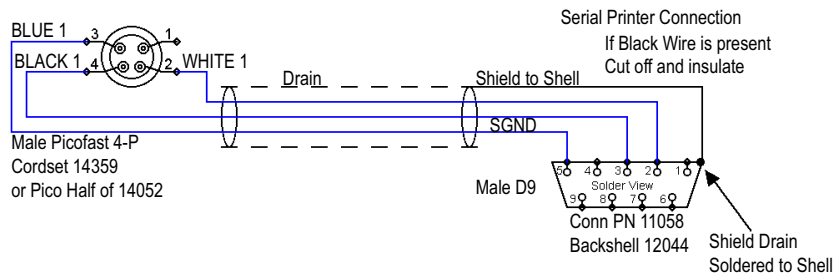 Serial Printer Connection
If Black Wire is present
Cut off and insulate
BLUE 1
3
1
BLACK 1
4
2
WHITE 1
Drain
Shield to Shell
SGND
Male Picofast 4-P
Cordset 14359
or Pico Half of 14052
Male D9
5 4 3 2 1
Solder View
9 8 7 6
Conn PN 11058
Backshell 12044
Shield Drain
Soldered to Shell